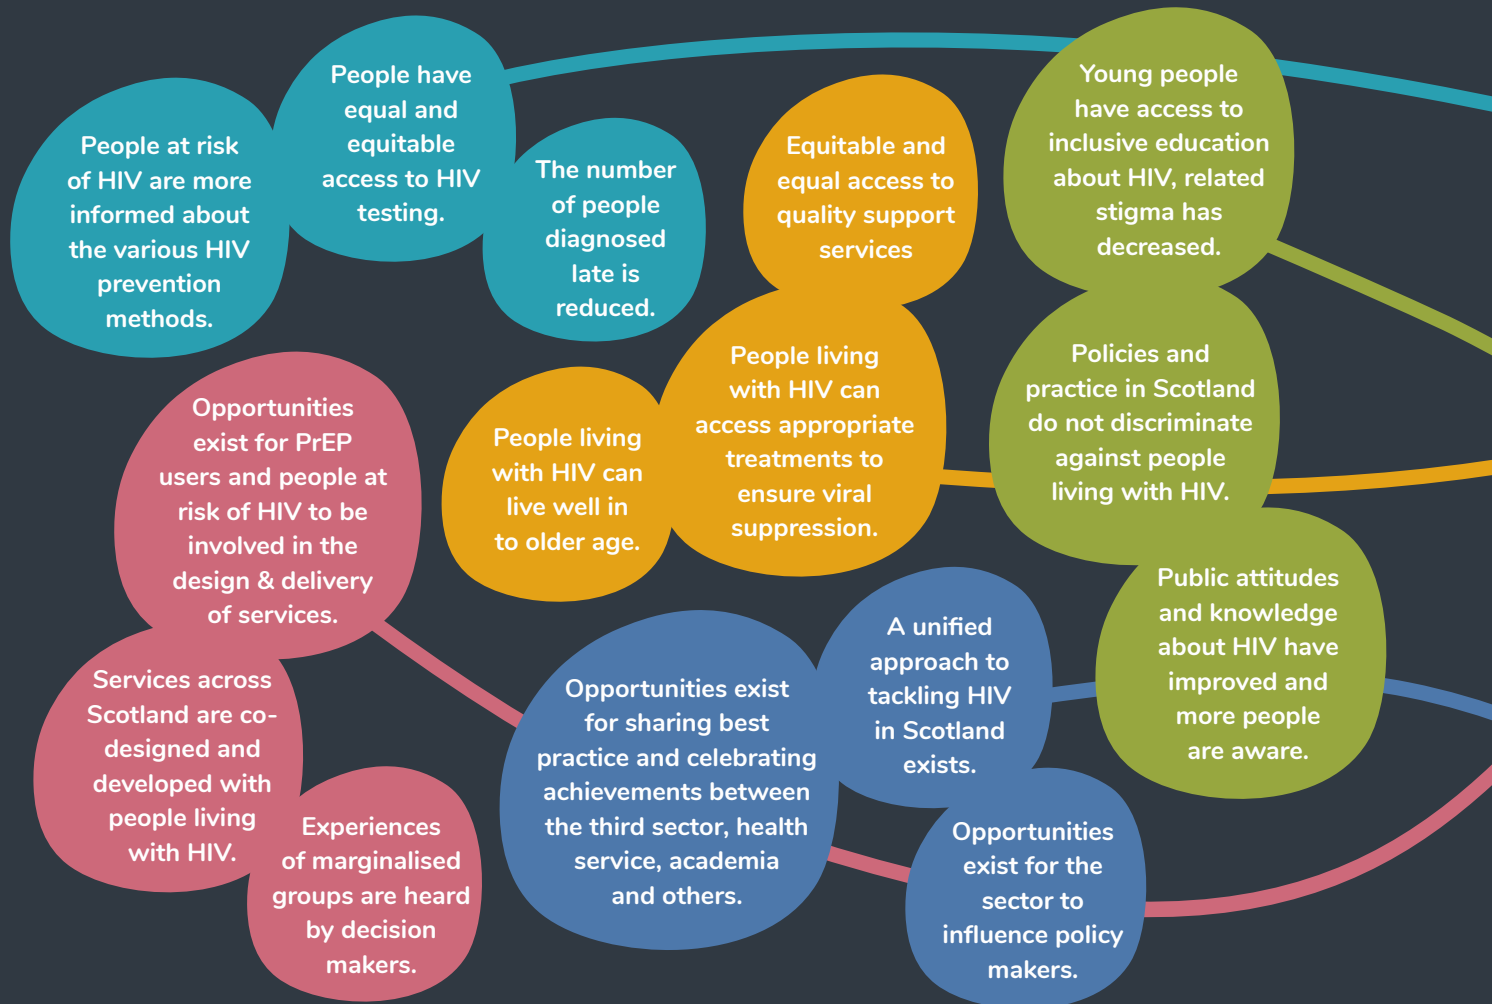 People at risk
of HIV are more
informed about
the various HIV
prevention
methods.
People have
equal and
equitable
access to HIV
testing.
The number
of people
diagnosed
late is
reduced.
Equitable and
equal access to
quality support
services
People living
with HIV can
access appropriate
treatments to
ensure viral
suppression.
People living
with HIV can
live well in
to older age.
Young people
have access to
inclusive education
about HIV, related
stigma has
decreased.
Policies and
practice in Scotland
do not discriminate
against people
living with HIV.
Public attitudes
and knowledge
about HIV have
improved and
more people
are aware.
Opportunities
exist for PrEP
users and people at
risk of HIV to be
involved in the
design & delivery
of services.
Services across
Scotland are co-
designed and
developed with
people living
with HIV.
Experiences
of marginalised
groups are heard
by decision
makers.
Opportunities exist
for sharing best
practice and celebrating
achievements between
the third sector, health
service, academia
and others.
A unified
approach to
tackling HIV
in Scotland
exists.
Opportunities
exist for the
sector to
influence policy
makers.